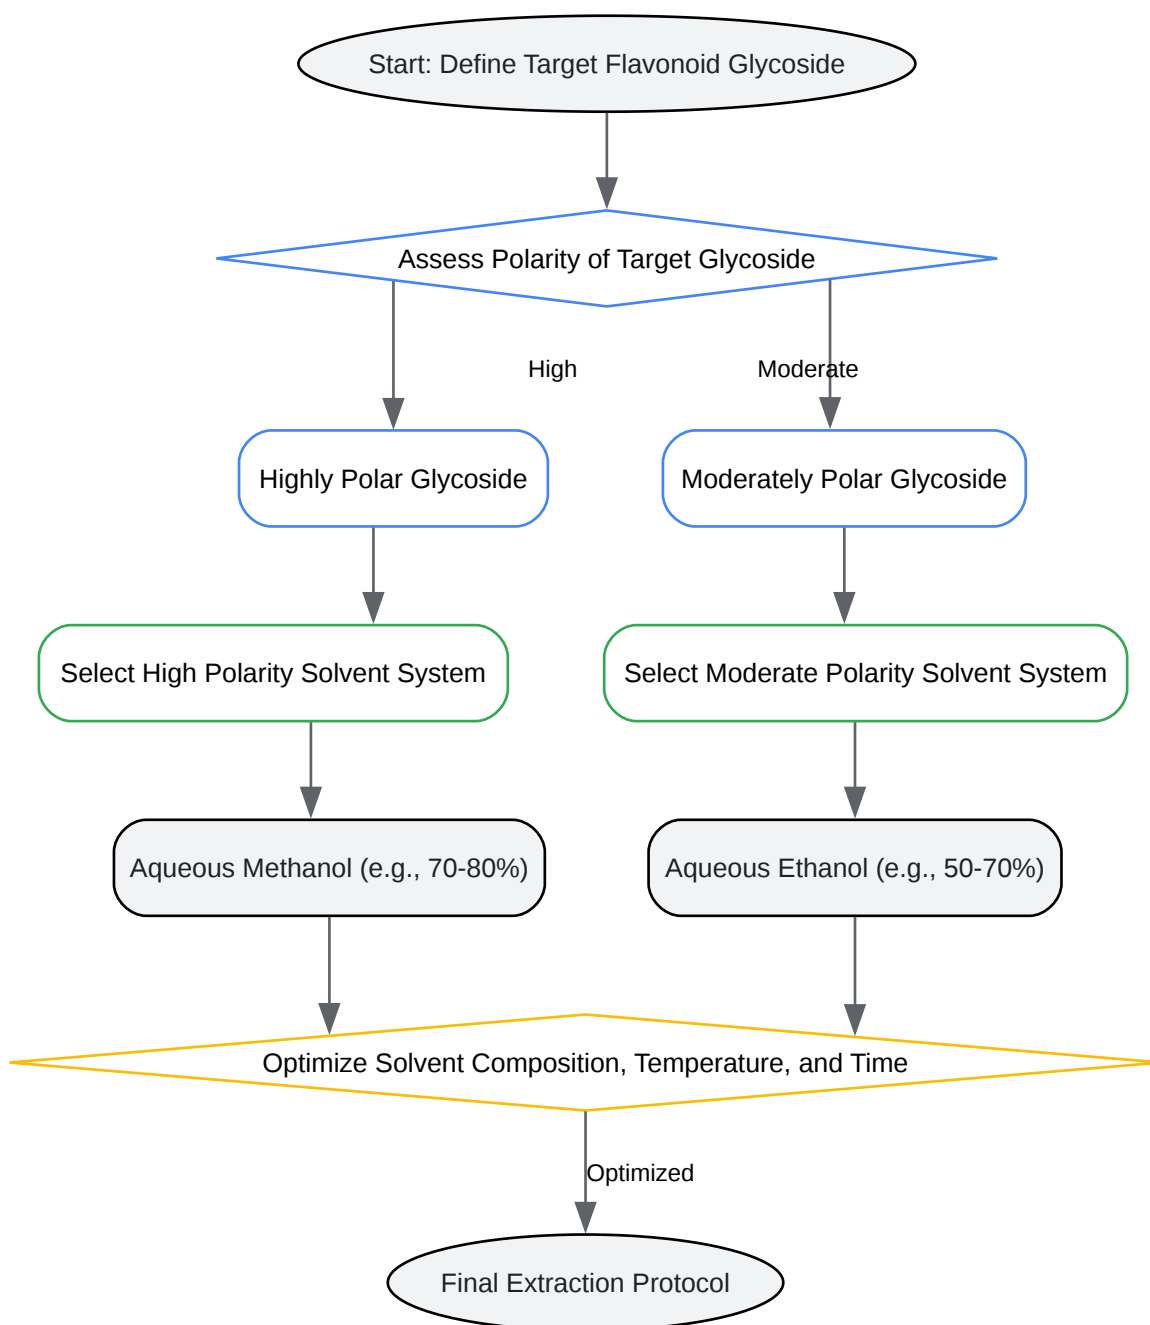 Start: Define Target Flavonoid Glycoside
Assess Polarity of Target Glycoside
High
Moderate
Highly Polar Glycoside
Moderately Polar Glycoside
Select High Polarity Solvent System
Select Moderate Polarity Solvent System
Aqueous Methanol (e.g., 70-80%)
Aqueous Ethanol (e.g., 50-70%)
Optimize Solvent Composition, Temperature, and Time
Optimized
Final Extraction Protocol